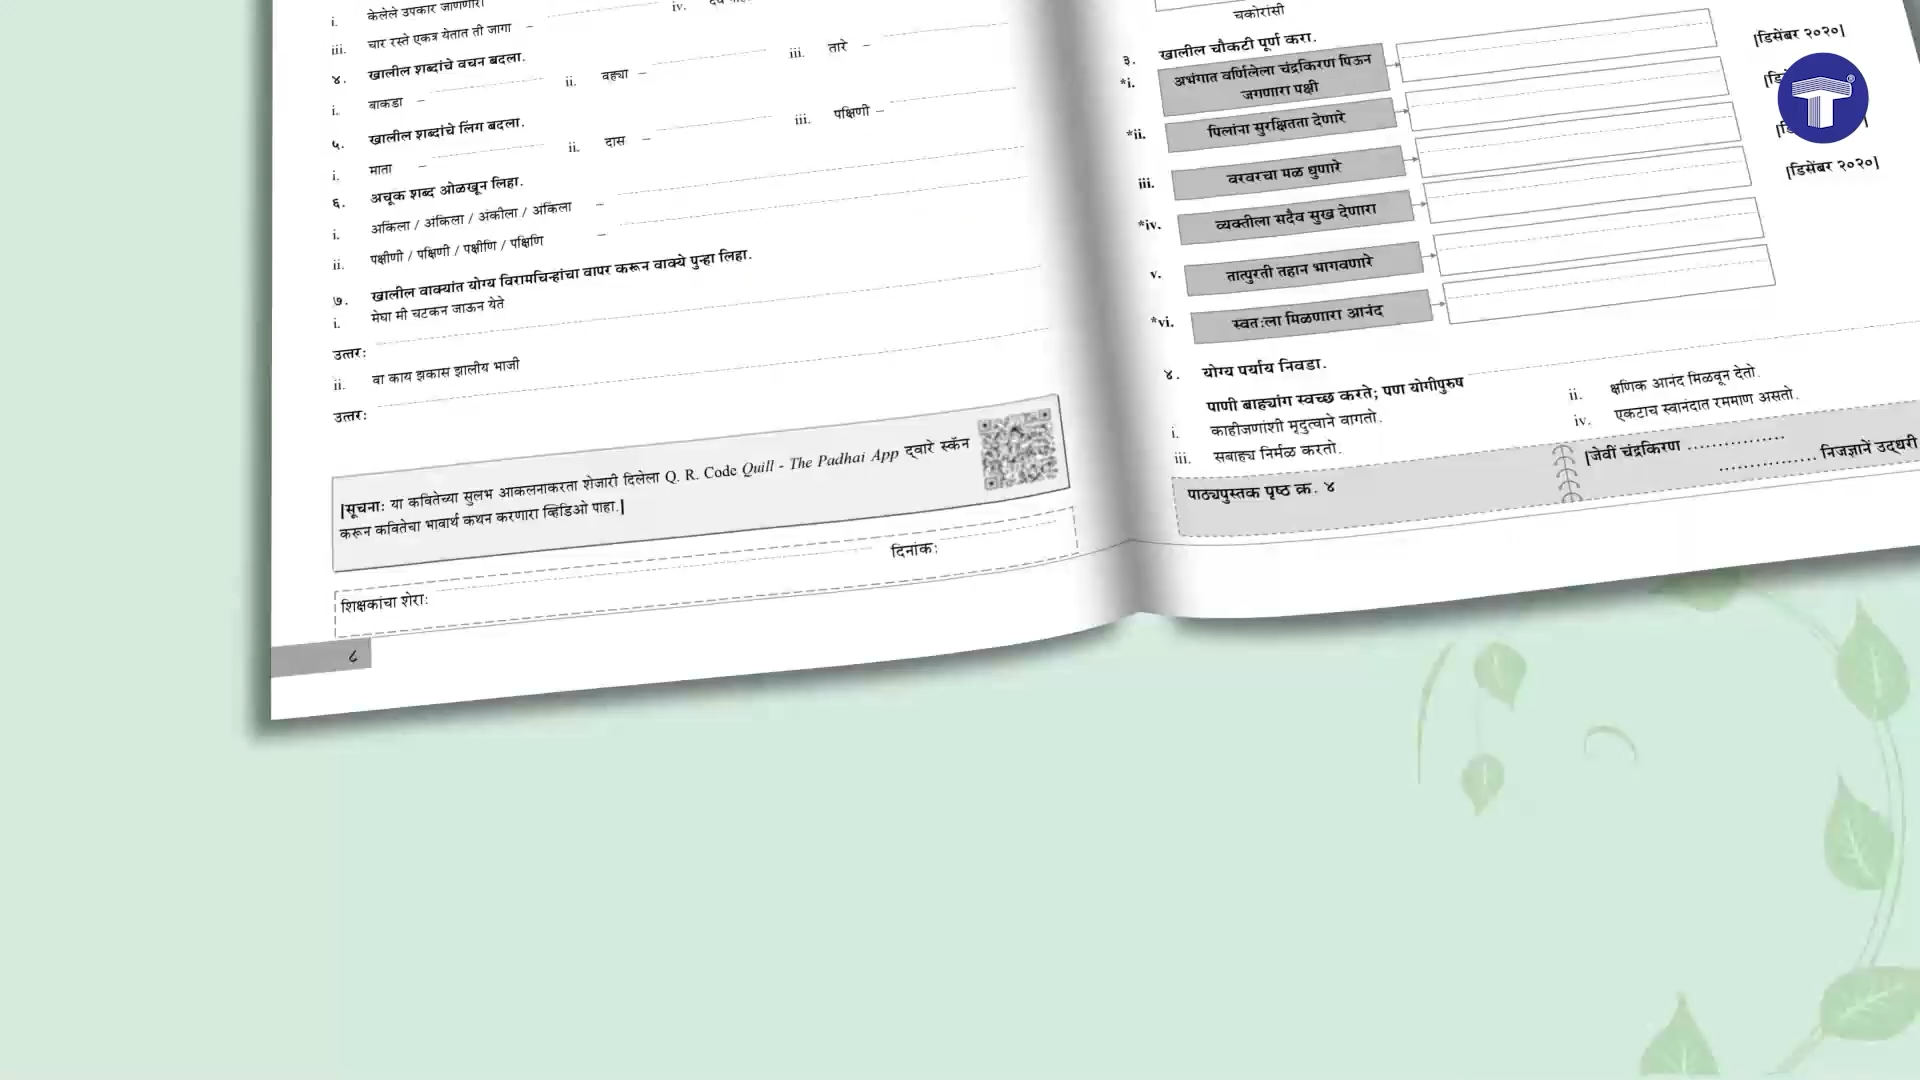 i. केलेले उपकार जाणणारा
iv.
iii. चार रस्ते एकत्र येतात ती जागा –
४. खालील शब्दांचे वचन बदला.
i. बाकडा – ii. वह्या – iii. तारे –
५. खालील शब्दांचे लिंग बदला.
i. माता – ii. दास – iii. पक्षिणी –
६. अचूक शब्द ओळखून लिहा.
i. अकिंला / अंकिला / अंकीला / अंकिंला –
ii. पक्षीणी / पक्षिणी / पक्षीणि / पक्षिणि –
७. खालील वाक्यांत योग्य विरामचिन्हांचा वापर करून वाक्ये पुन्हा लिहा.
i. मेघा मी चटकन जाऊन येते
उत्तर:
ii. वा काय झकास झालीय भाजी
उत्तर:
[सूचना: या कवितेच्या सुलभ आकलनाकरता शेजारी दिलेला Q. R. Code Quill - The Padhai App द्वारे स्कॅन
करून कवितेचा भावार्थ कथन करणारा व्हिडिओ पाहा.]
शिक्षकांचा शेरा: दिनांक:
८
चकोरांसी
३. खालील चौकटी पूर्ण करा.
[डिसेंबर २०२०]
*i. अभंगात वर्णिलेला चंद्रकिरण पिऊन
जगणारा पक्षी
*ii. पिलांना सुरक्षितता देणारे
iii. वरवरचा मळ धुणारे
[डिसेंबर २०२०]
*iv. व्यक्तीला सदैव सुख देणारा
v. तात्पुरती तहान भागवणारे
*vi. स्वत:ला मिळणारा आनंद
४. योग्य पर्याय निवडा.
पाणी बाह्यांग स्वच्छ करते; पण योगीपुरुष
i. काहीजणांशी मृदुत्वाने वागतो. ii. क्षणिक आनंद मिळवून देतो.
iii. सबाह्य निर्मळ करतो. iv. एकटाच स्वानंदात रममाण असतो.
पाठ्यपुस्तक पृष्ठ क्र. ४
[जेवीं चंद्रकिरण ................
................ निजज्ञानें उद्धरी